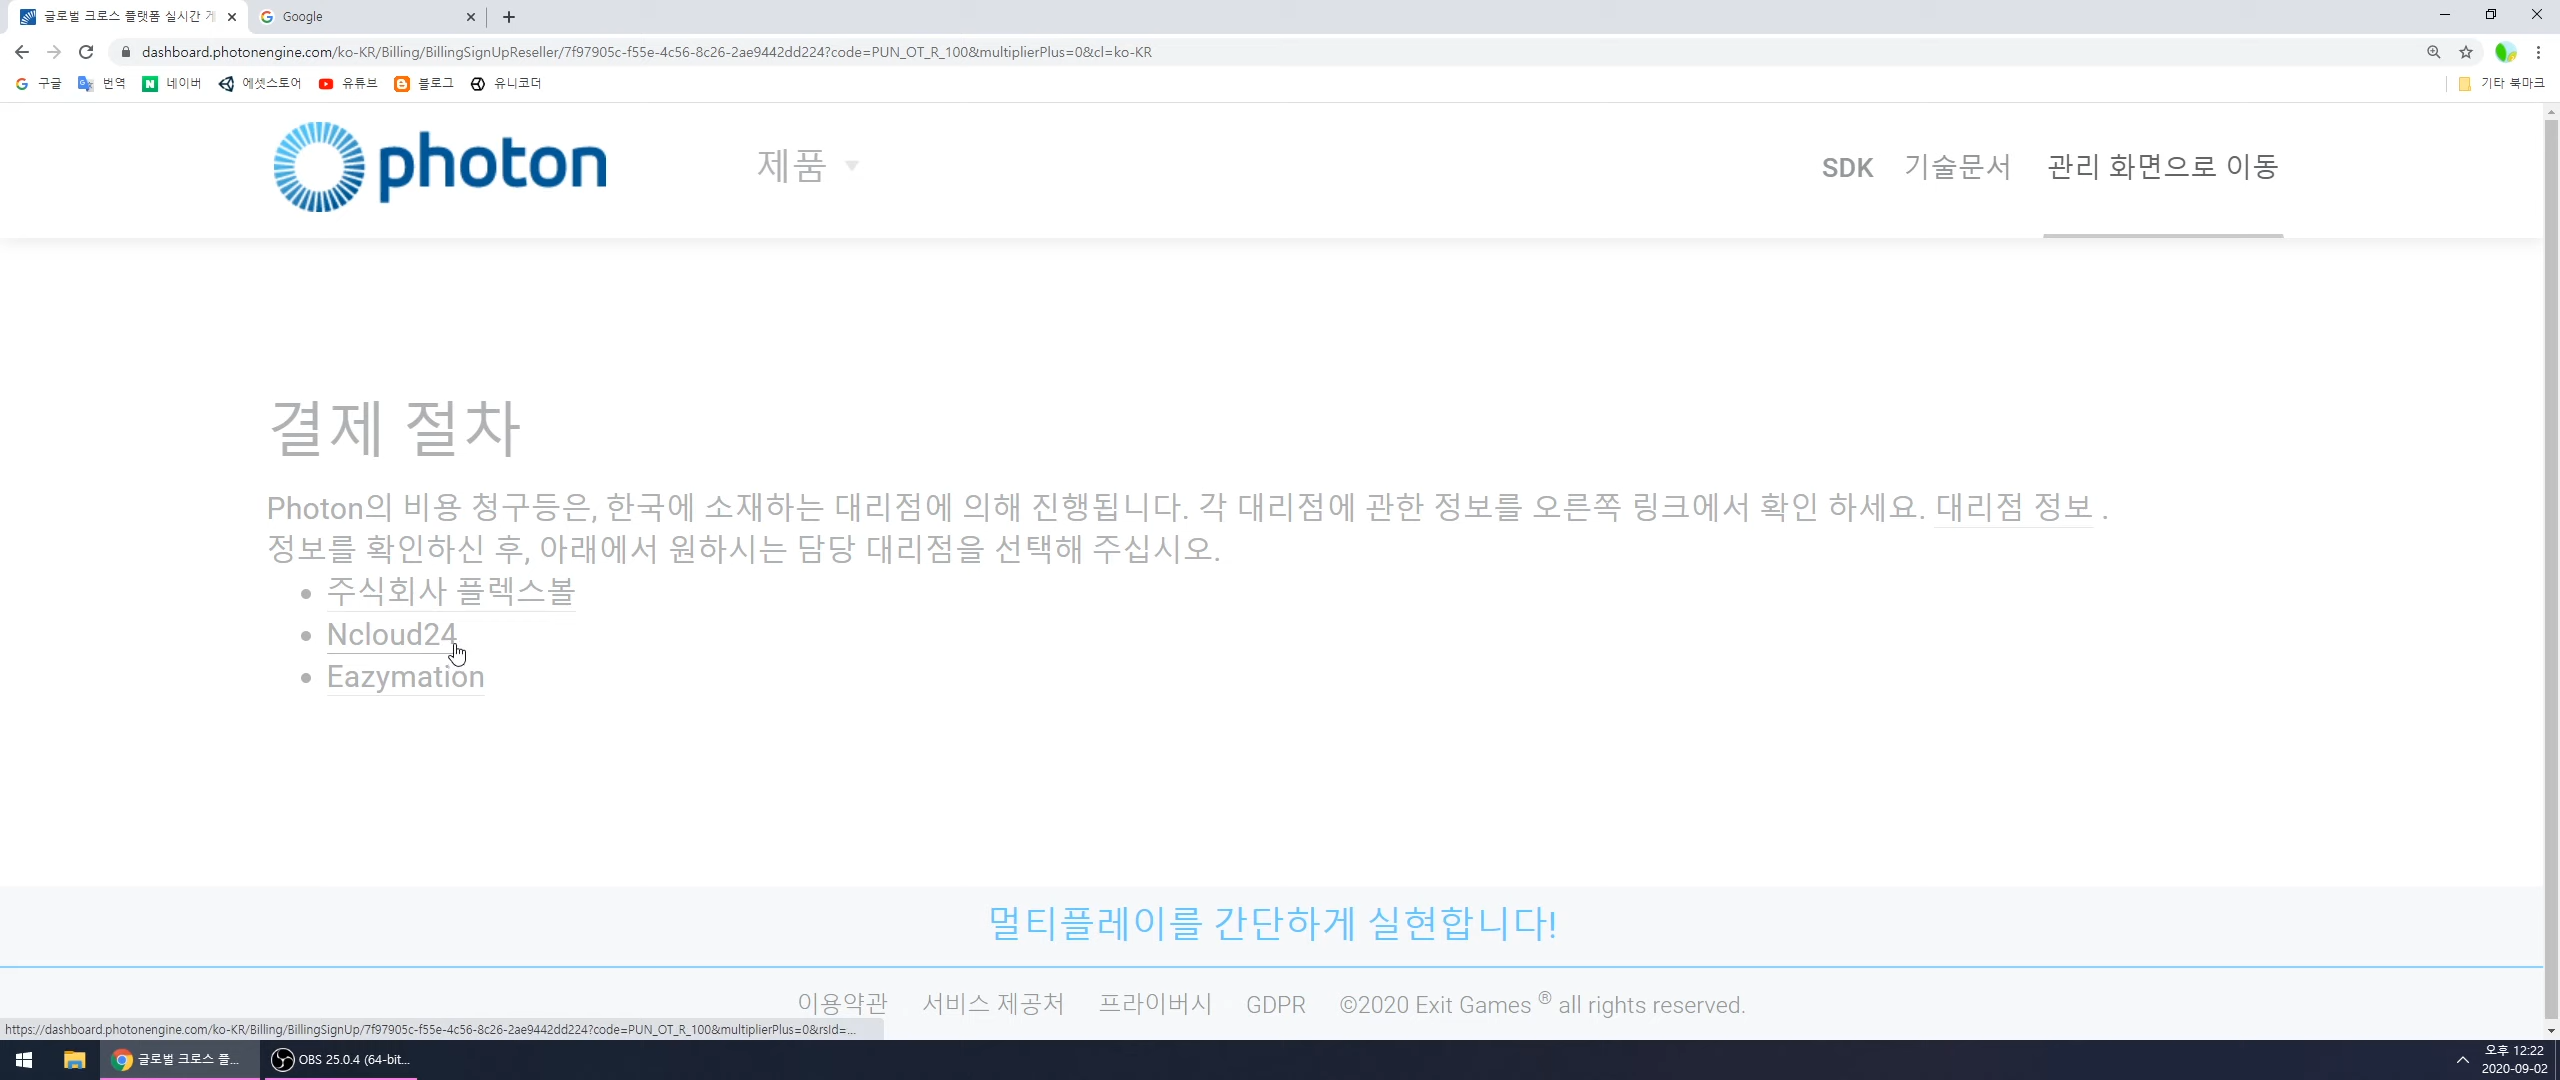 글로벌 크로스 플랫폼 실시간 게
Google
dashboard.photonengine.com/ko-KR/Billing/BillingSignUpReseller/7f97905c-f55e-4c56-8c26-2ae9442dd224?code=PUN_OT_R_100&multiplierPlus=0&cl=ko-KR
구글 번역 네이버 에셋스토어 유튜브 블로그 유니코더 기타 북마크
photon 제품 SDK 기술문서 관리 화면으로 이동
결제 절차
Photon의 비용 청구등은, 한국에 소재하는 대리점에 의해 진행됩니다. 각 대리점에 관한 정보를 오른쪽 링크에서 확인 하세요. 대리점 정보 .
정보를 확인하신 후, 아래에서 원하시는 담당 대리점을 선택해 주십시오.
주식회사 플렉스볼
Ncloud24
Eazymation
멀티플레이를 간단하게 실현합니다!
이용약관 서비스 제공처 프라이버시 GDPR ©2020 Exit Games ® all rights reserved.
https://dashboard.photonengine.com/ko-KR/Billing/BillingSignUp/7f97905c-f55e-4c56-8c26-2ae9442dd224?code=PUN_OT_R_100&multiplierPlus=0&rsId=...
글로벌 크로스 플... OBS 25.0.4 (64-bit... 오후 12:22
2020-09-02